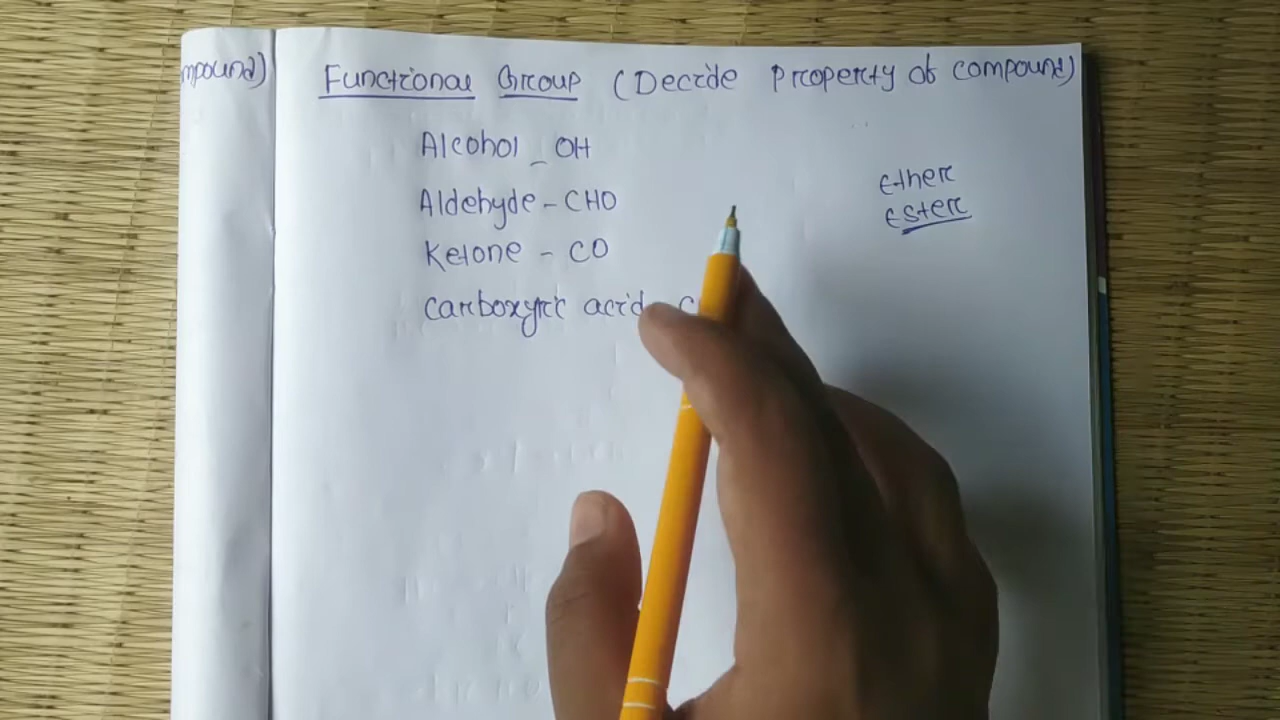 mpound)
Functional Group (Decide Property of compound)
Alcohol - OH
Aldehyde - CHO
Ketone - CO
Carboxylic acid - C
Ether
Ester